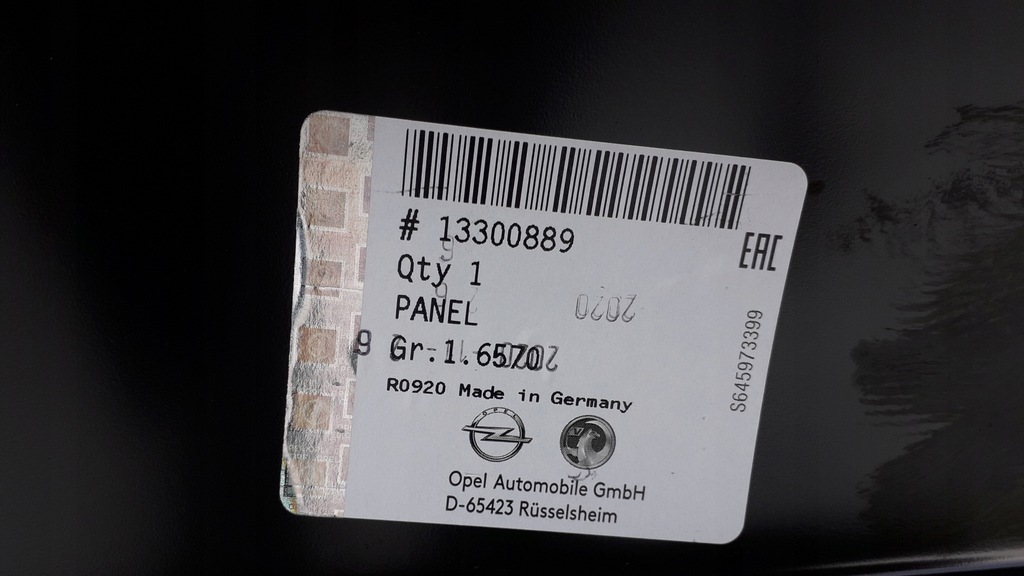 # 13300889
EAC
Qty 1
PANEL
2020
Gr.1.6570
R0920 Made in Germany
OPEL
Opel Automobile GmbH
D-65423 Rüsselsheim
S645973399